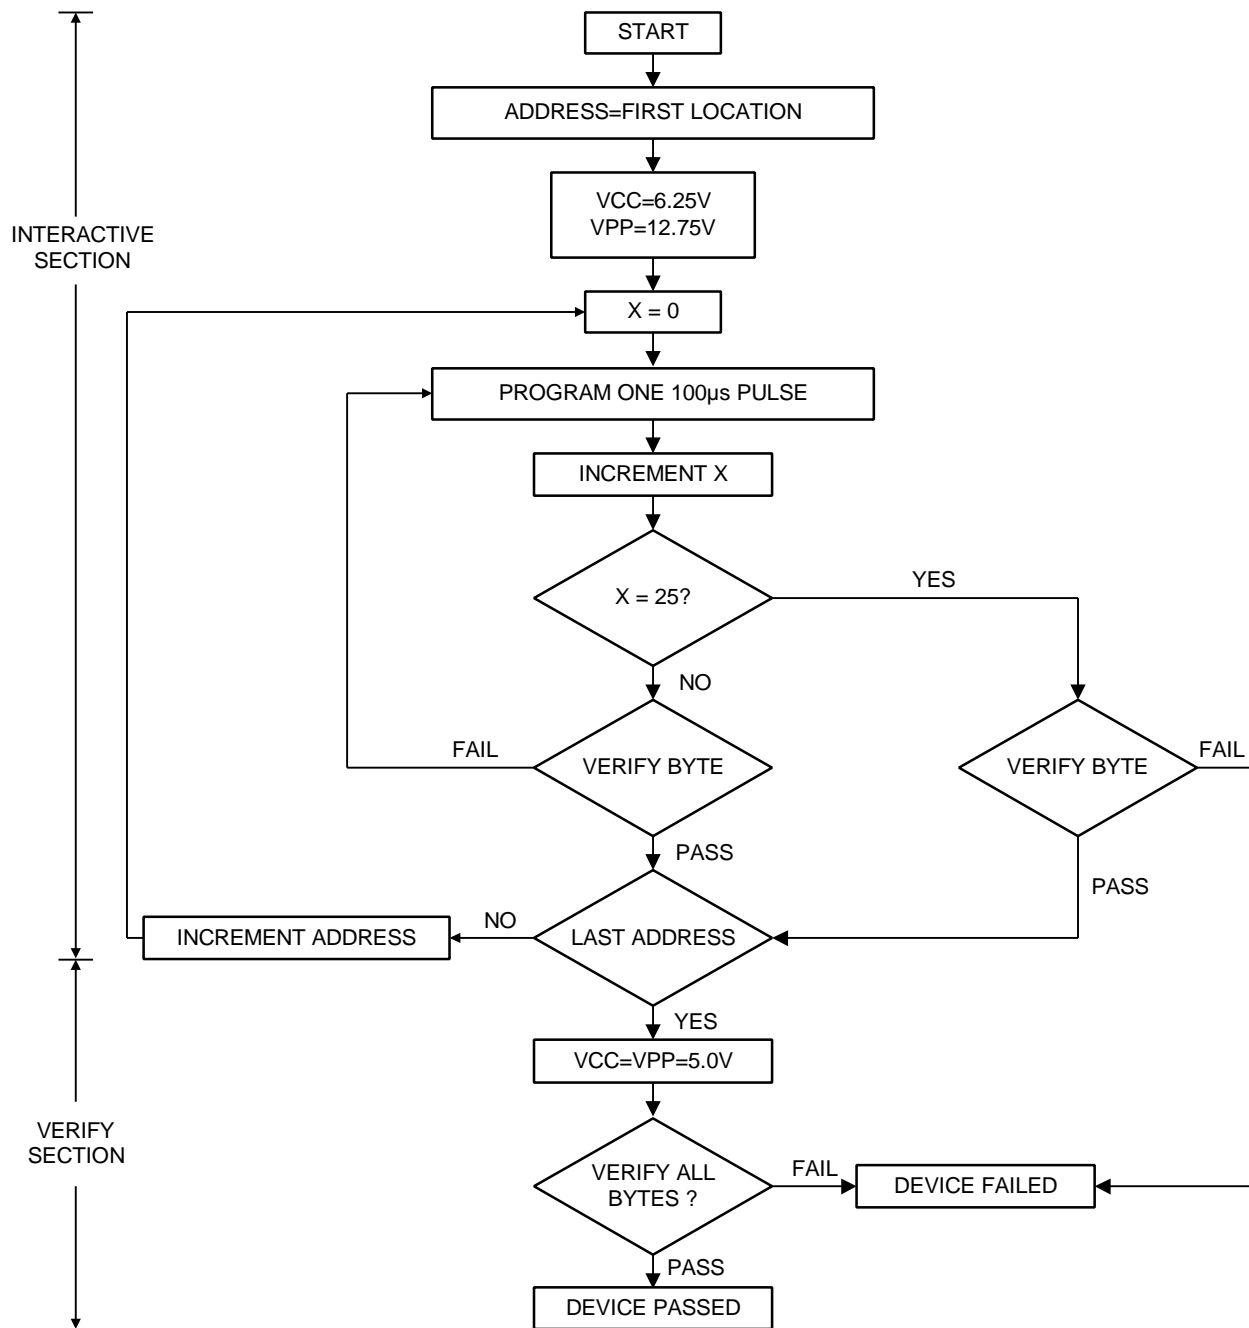 START
ADDRESS=FIRST LOCATION
VCC=6.25V
VPP=12.75V
INTERACTIVE
SECTION
X = 0
PROGRAM ONE 100µs PULSE
INCREMENT X
X = 25?
YES
NO
FAIL
VERIFY BYTE
VERIFY BYTE
FAIL
PASS
PASS
INCREMENT ADDRESS
NO
LAST ADDRESS
YES
VCC=VPP=5.0V
VERIFY
SECTION
VERIFY ALL
BYTES ?
FAIL
DEVICE FAILED
PASS
DEVICE PASSED